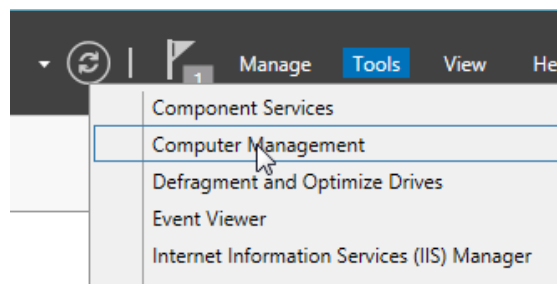 1 Manage Tools View He
Component Services
Computer Management
Defragment and Optimize Drives
Event Viewer
Internet Information Services (IIS) Manager